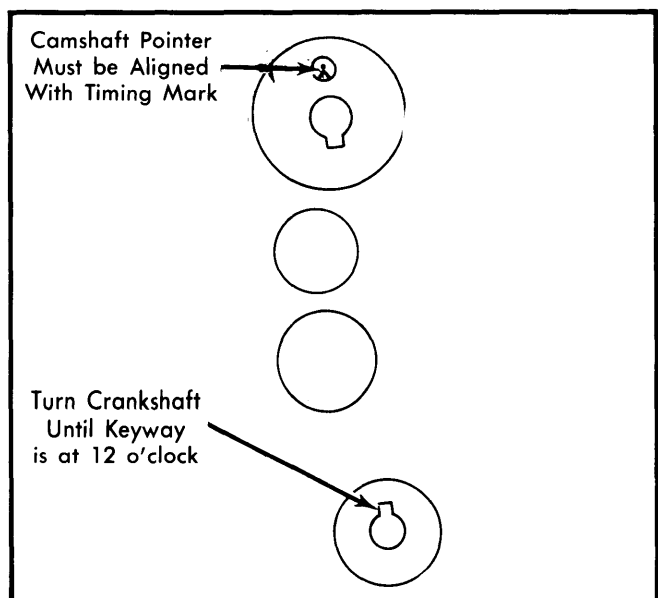 Camshaft Pointer
Must be Aligned
With Timing Mark
Turn Crankshaft
Until Keyway
is at 12 o'clock